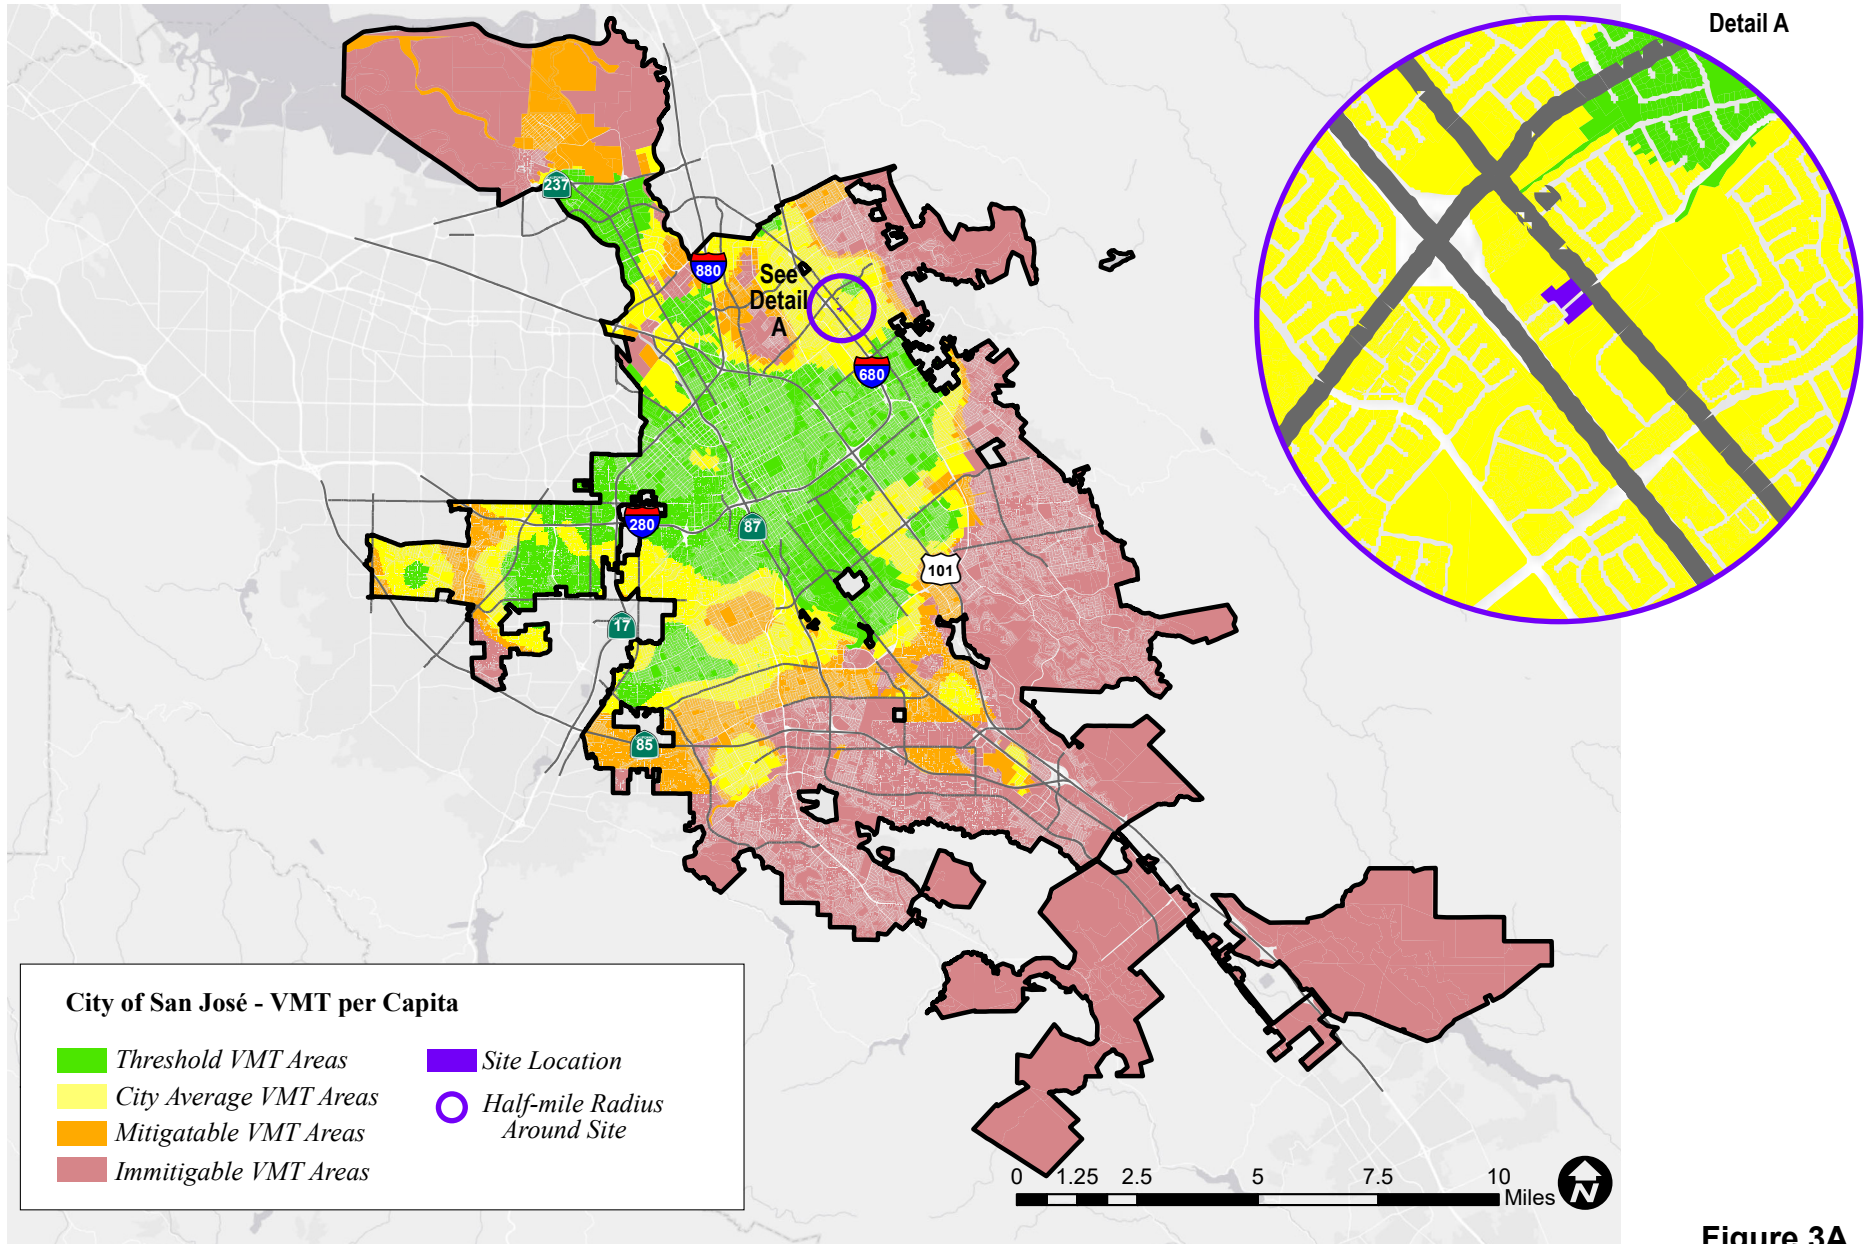 Detail A
237
880
See
Detail
A
680
280
87
101
17
85
City of San José - VMT per Capita
Threshold VMT Areas
City Average VMT Areas
Mitigatable VMT Areas
Immitigable VMT Areas
Site Location
Half-mile Radius
Around Site
0 1.25 2.5 5 7.5 10
Miles
N
Figure 3A